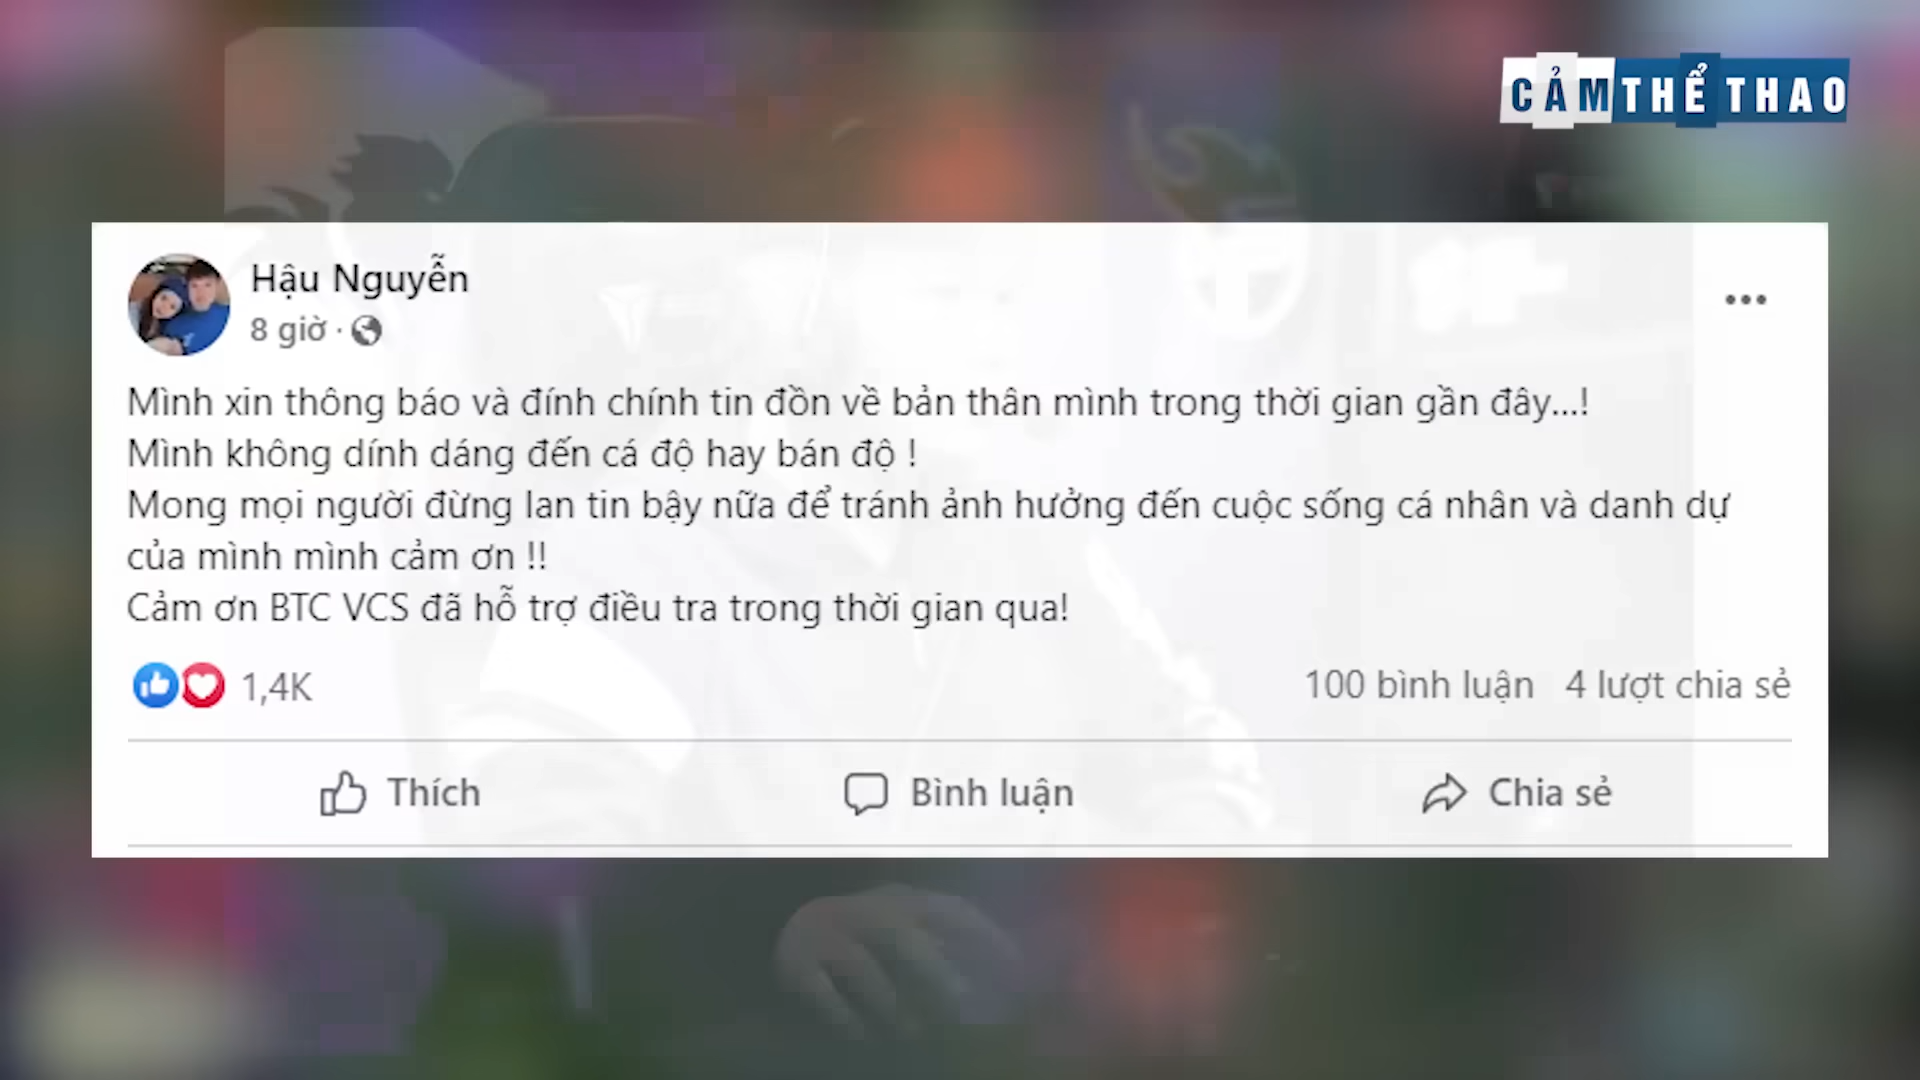 CẢM THỂ THAO
Hậu Nguyễn
8 giờ ·
Mình xin thông báo và đính chính tin đồn về bản thân mình trong thời gian gần đây...!
Mình không dính dáng đến cá độ hay bán độ !
Mong mọi người đừng lan tin bậy nữa để tránh ảnh hưởng đến cuộc sống cá nhân và danh dự
của mình mình cảm ơn !!
Cảm ơn BTC VCS đã hỗ trợ điều tra trong thời gian qua!
1,4K
100 bình luận 4 lượt chia sẻ
Thích Bình luận Chia sẻ